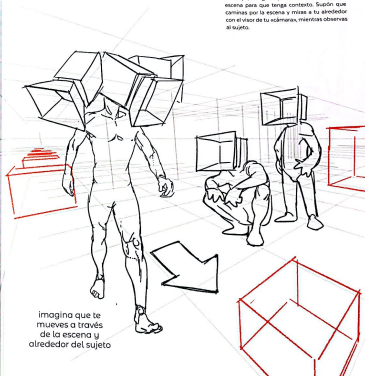 escena para que tenga contexto. Supón que
caminas por la escena y miras a tu alrededor
con el visor de tu «cámara», mientras observas
al sujeto.
imagina que te
mueves a través
de la escena y
alrededor del sujeto